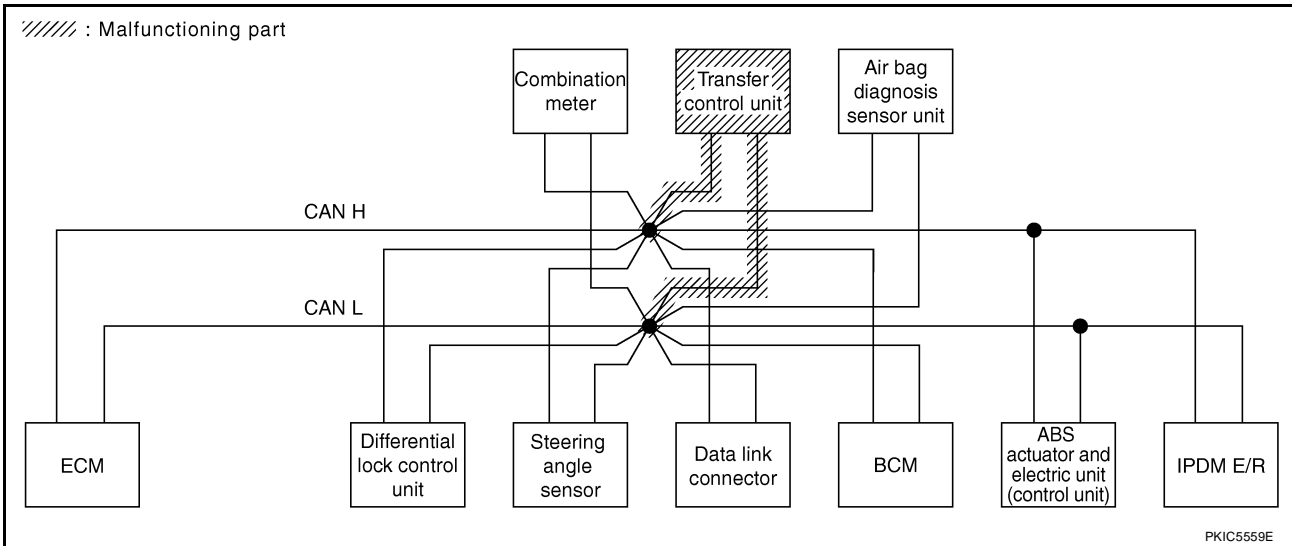 : Malfunctioning part
Combination
meter
Transfer
control unit
Air bag
diagnosis
sensor unit
CAN H
CAN L
ECM
Differential
lock control
unit
Steering
angle
sensor
Data link
connector
BCM
ABS
actuator and
electric unit
(control unit)
IPDM E/R
PKIC5559E